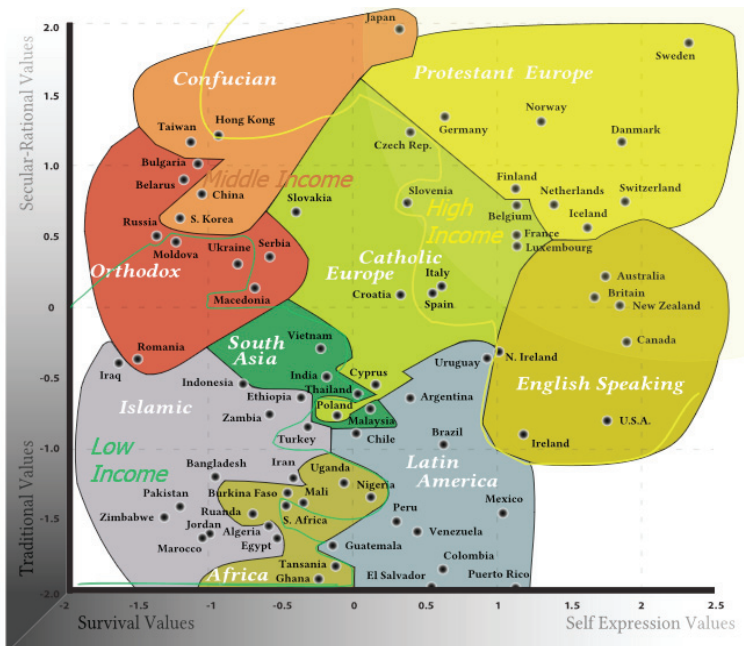 2.0
Japan
Confucian
Protestant Europe
Sweden
1.5
Hong Kong
Taiwan
Germany
Norway
Denmark
Czech Rep.
Bulgaria
Belarus
Middle Income
China
1.0
Finland
Netherlands
Switzerland
Slovenia
Slovakia
High
Income
Belgium
Iceland
S. Korea
Russia
Moldova
0.5
France
Luxembourg
Ukraine
Serbia
Orthodox
Catholic
Europe
Italy
Spain
Croatia
Macedonia
Australia
Britain
New Zealand
0
Canada
Vietnam
South
Asia
Romania
Iraq
Uruguay
N. Ireland
India
Cyprus
Indonesia
Thailand
English Speaking
-0.5
Ethiopia
Islamic
Argentina
Poland
Zambia
Malaysia
U.S.A.
Turkey
Chile
Brazil
Ireland
Low
Income
-1.0
Latin
America
Bangladesh
Iran
Uganda
Burkina Faso
Mali
Nigeria
Pakistan
Peru
Mexico
Zimbabwe
Ruanda
S. Africa
-1.5
Jordan
Algeria
Venezuela
Marocco
Egypt
Guatemala
Africa
Tansania
Colombia
Ghana
El Salvador
Puerto Rico
-2.0
-2
-1
-0.5
0
0.5
1
1.5
2
2.5
Survival Values
Self Expression Values
Traditional Values
Secular-Rational Values